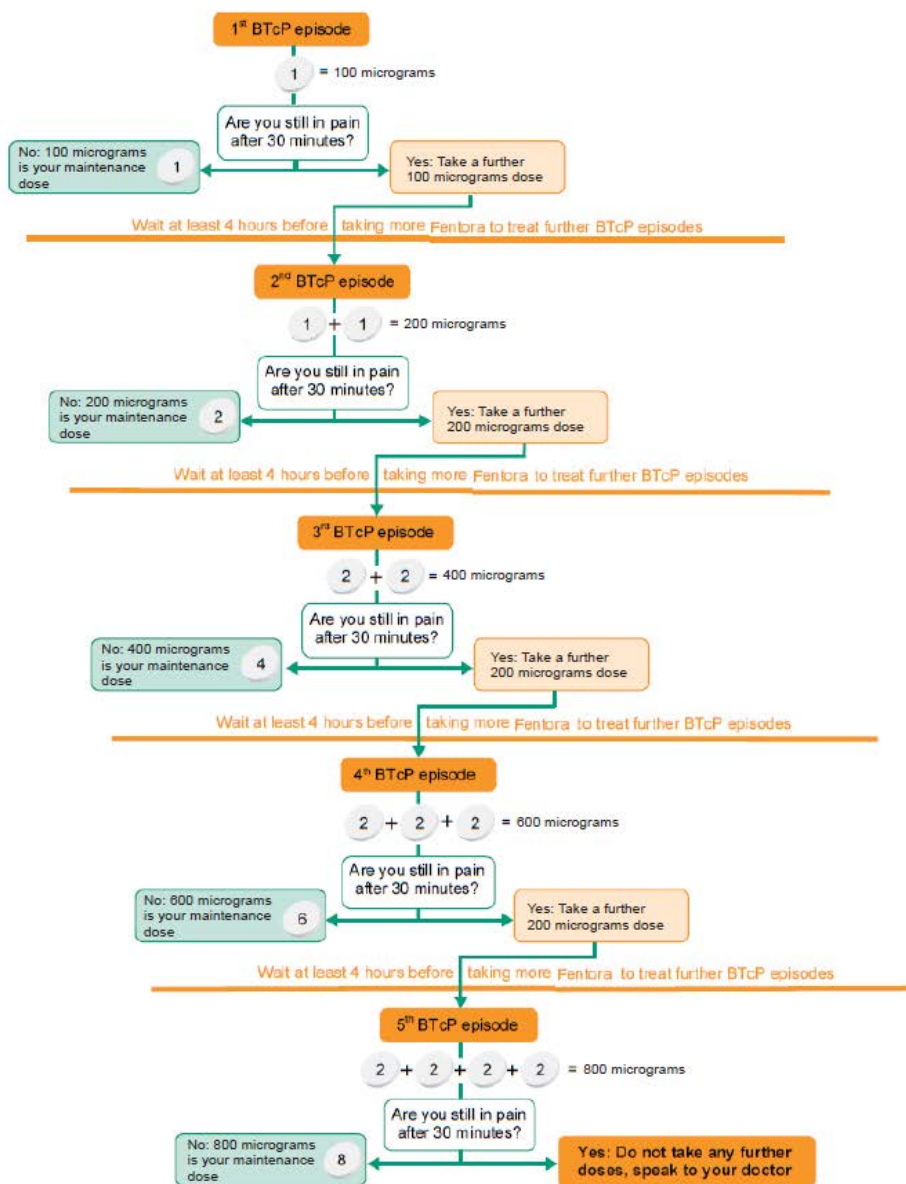 1st BTcP episode
1 = 100 micrograms
Are you still in pain
after 30 minutes?
No: 100 micrograms
is your maintenance
dose
1
Yes: Take a further
100 micrograms dose
Wait at least 4 hours before taking more Fentora to treat further BTcP episodes
2nd BTcP episode
1 + 1 = 200 micrograms
Are you still in pain
after 30 minutes?
No: 200 micrograms
is your maintenance
dose
2
Yes: Take a further
200 micrograms dose
Wait at least 4 hours before taking more Fentora to treat further BTcP episodes
3rd BTcP episode
2 + 2 = 400 micrograms
Are you still in pain
after 30 minutes?
No: 400 micrograms
is your maintenance
dose
4
Yes: Take a further
200 micrograms dose
Wait at least 4 hours before taking more Fentora to treat further BTcP episodes
4th BTcP episode
2 + 2 + 2 = 600 micrograms
Are you still in pain
after 30 minutes?
No: 600 micrograms
is your maintenance
dose
6
Yes: Take a further
200 micrograms dose
Wait at least 4 hours before taking more Fentora to treat further BTcP episodes
5th BTcP episode
2 + 2 + 2 + 2 = 800 micrograms
Are you still in pain
after 30 minutes?
No: 800 micrograms
is your maintenance
dose
8
Yes: Do not take any further
doses, speak to your doctor